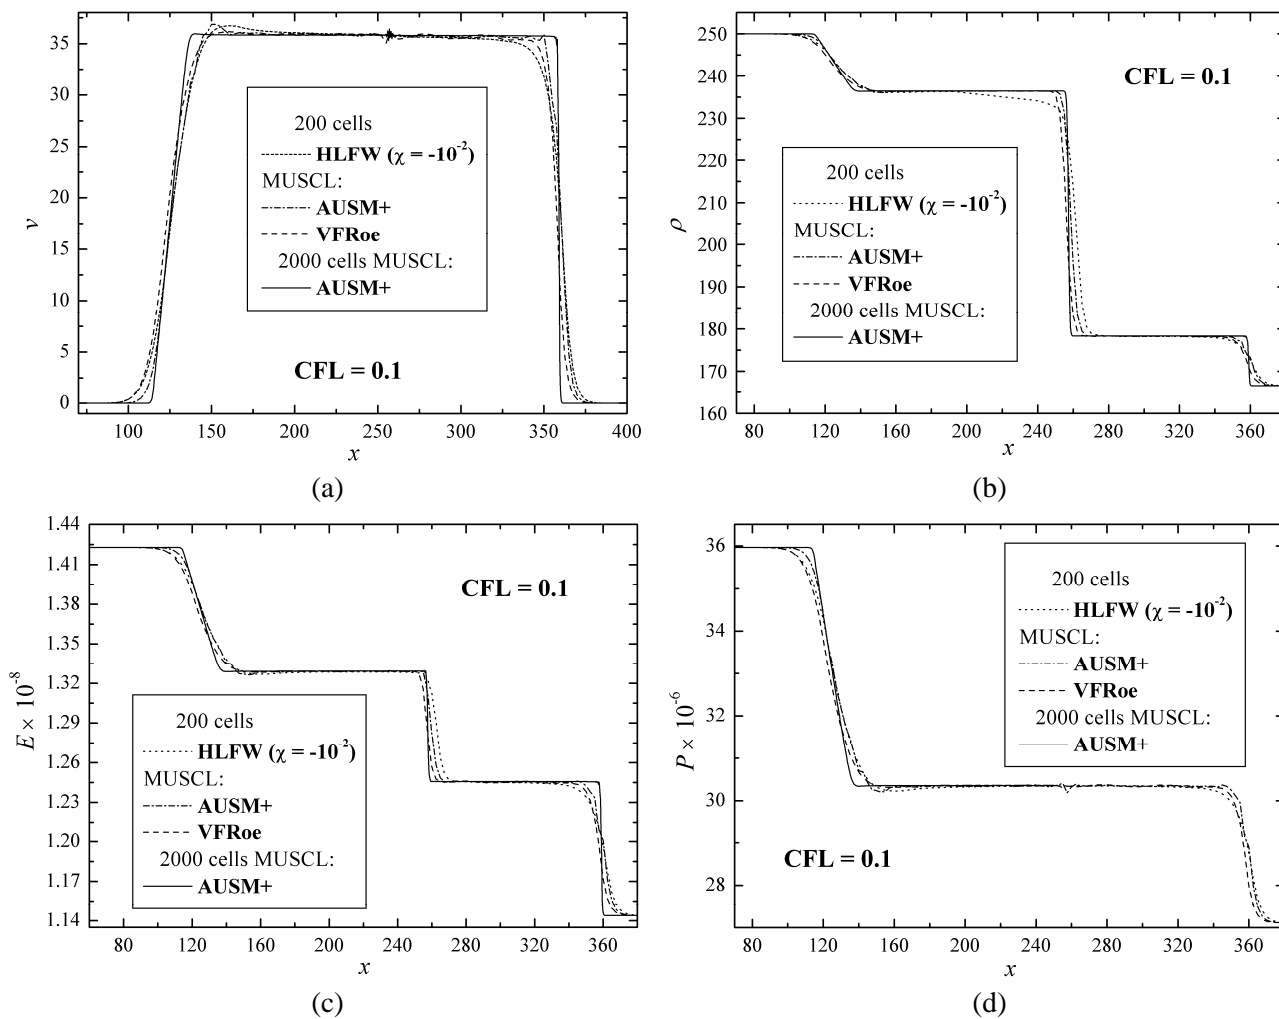 35
30
25
20
15
10
5
0
v
200 cells
HLFW (χ = -10⁻²)
MUSCL:
AUSM+
VFRoe
2000 cells MUSCL:
AUSM+
CFL = 0.1
100 150 200 250 300 350 400
x
(a)
250
240
230
220
210
200
190
180
170
160
ρ
CFL = 0.1
200 cells
HLFW (χ = -10⁻²)
MUSCL:
AUSM+
VFRoe
2000 cells MUSCL:
AUSM+
80 120 160 200 240 280 320 360
x
(b)
1.44
1.41
1.38
1.35
1.32
1.29
1.26
1.23
1.20
1.17
1.14
E × 10⁻⁸
CFL = 0.1
200 cells
HLFW (χ = -10²)
MUSCL:
AUSM+
VFRoe
2000 cells MUSCL:
AUSM+
80 120 160 200 240 280 320 360
x
(c)
36
34
32
30
28
P × 10⁻⁶
200 cells
HLFW (χ = -10⁻²)
MUSCL:
AUSM+
VFRoe
2000 cells MUSCL:
AUSM+
CFL = 0.1
80 120 160 200 240 280 320 360
x
(d)